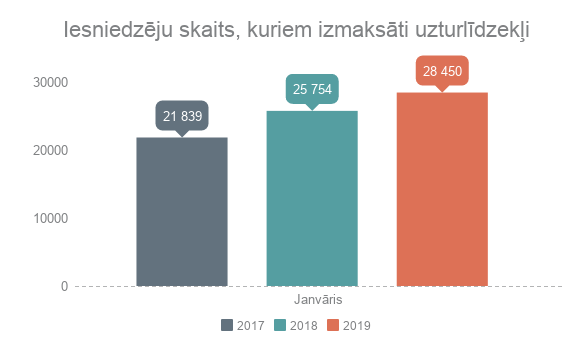 Iesniedzēju skaits, kuriem izmaksāti uzturlīdzekļi
30000
20000
10000
0
21 839
25 754
28 450
Janvāris
2017 2018 2019